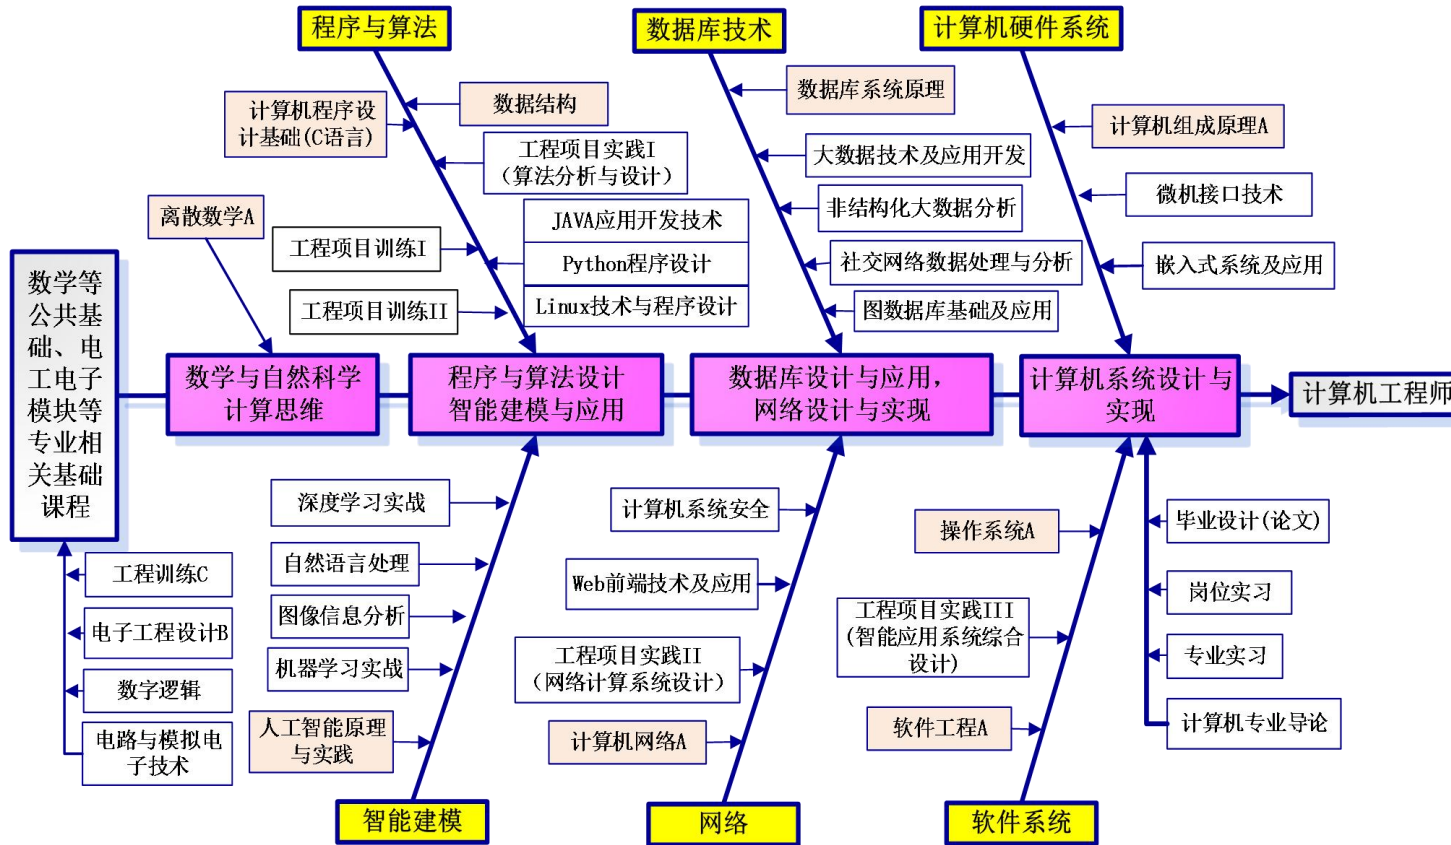 程序与算法
数据库技术
计算机硬件系统
计算机程序设
计基础(C语言)
数据结构
工程项目实践I
(算法分析与设计)
离散数学A
工程项目训练I
工程项目训练II
JAVA应用开发技术
Python程序设计
Linux技术与程序设计
数据库系统原理
大数据技术及应用开发
非结构化大数据分析
社交网络数据处理与分析
图数据库基础及应用
计算机组成原理A
微机接口技术
嵌入式系统及应用
数学等
公共基
础、电
工电子
模块等
专业相
关基础
课程
数学与自然科学
计算思维
程序与算法设计
智能建模与应用
数据库设计与应用,
网络设计与实现
计算机系统设计与
实现
计算机工程师
工程训练C
电子工程设计B
数字逻辑
电路与模拟电
子技术
深度学习实战
自然语言处理
图像信息分析
机器学习实战
人工智能原理
与实践
计算机系统安全
Web前端技术及应用
工程项目实践II
(网络计算系统设计)
计算机网络A
操作系统A
工程项目实践III
(智能应用系统综合
设计)
软件工程A
毕业设计(论文)
岗位实习
专业实习
计算机专业导论
智能建模
网络
软件系统